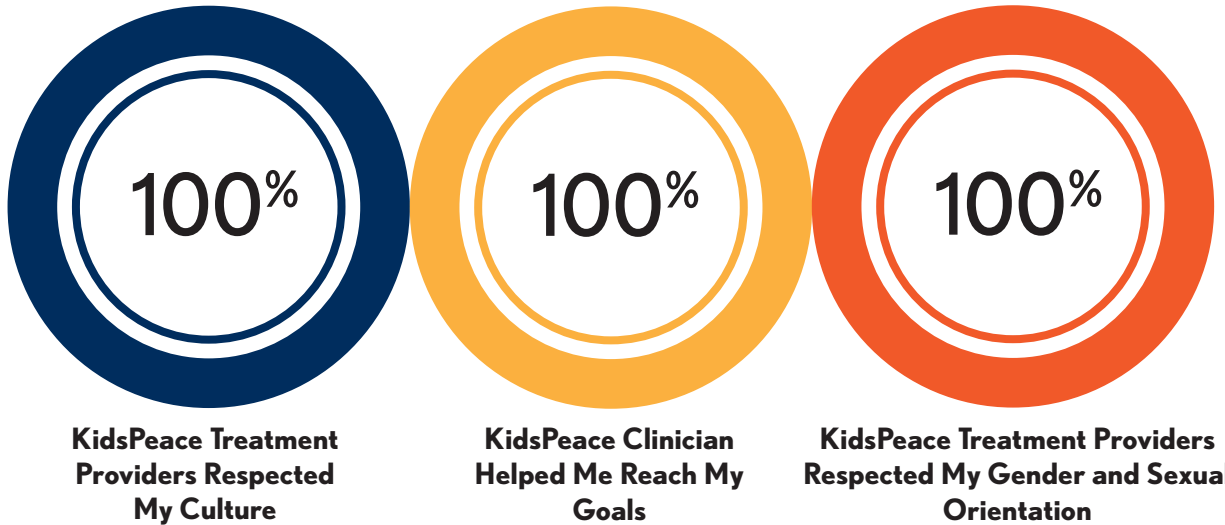 100%
KidsPeace Treatment
Providers Respected
My Culture
100%
KidsPeace Clinician
Helped Me Reach My
Goals
100%
KidsPeace Treatment Providers
Respected My Gender and Sexual
Orientation